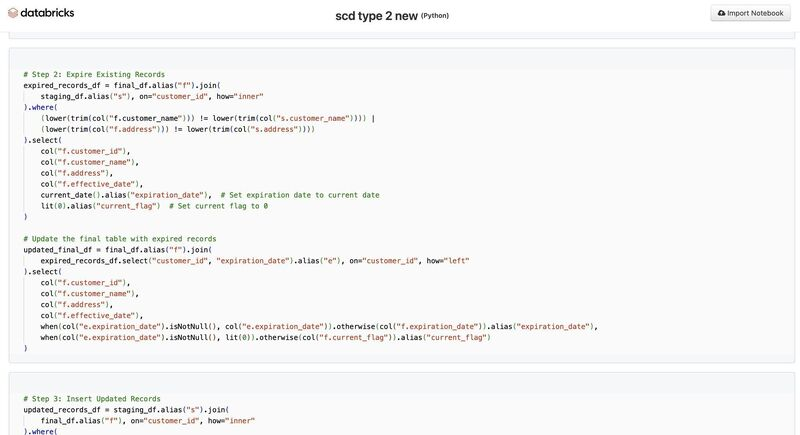 databricks
scd type 2 new (Python)
Import Notebook
# Step 2: Expire Existing Records
expired_records_df = final_df.alias("f").join(
    staging_df.alias("s"), on="customer_id", how="inner"
).where(
    (lower(trim(col("f.customer_name"))) != lower(trim(col("s.customer_name")))) |
    (lower(trim(col("f.address"))) != lower(trim(col("s.address"))))
).select(
    col("f.customer_id"),
    col("f.customer_name"),
    col("f.address"),
    col("f.effective_date"),
    current_date().alias("expiration_date"),  # Set expiration date to current date
    lit(0).alias("current_flag")  # Set current flag to 0
)
# Update the final table with expired records
updated_final_df = final_df.alias("f").join(
    expired_records_df.select("customer_id", "expiration_date").alias("e"), on="customer_id", how="left"
).select(
    col("f.customer_id"),
    col("f.customer_name"),
    col("f.address"),
    col("f.effective_date"),
    when(col("e.expiration_date").isNotNull(), col("e.expiration_date")).otherwise(col("f.expiration_date")).alias("expiration_date"),
    when(col("e.expiration_date").isNotNull(), lit(0)).otherwise(col("f.current_flag")).alias("current_flag")
)
# Step 3: Insert Updated Records
updated_records_df = staging_df.alias("s").join(
    final_df.alias("f"), on="customer_id", how="inner"
).where(